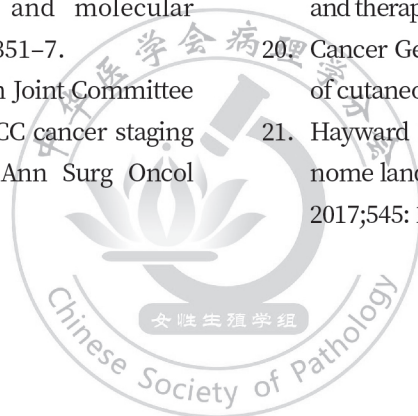 and molecular
351–7.
n Joint Committee
CC cancer staging
Ann Surg Oncol
and therap
20. Cancer Ge
of cutaneo
21. Hayward
nome land
2017;545:
中华医学会病理学分会
女性生殖学组
Chinese Society of Pathology